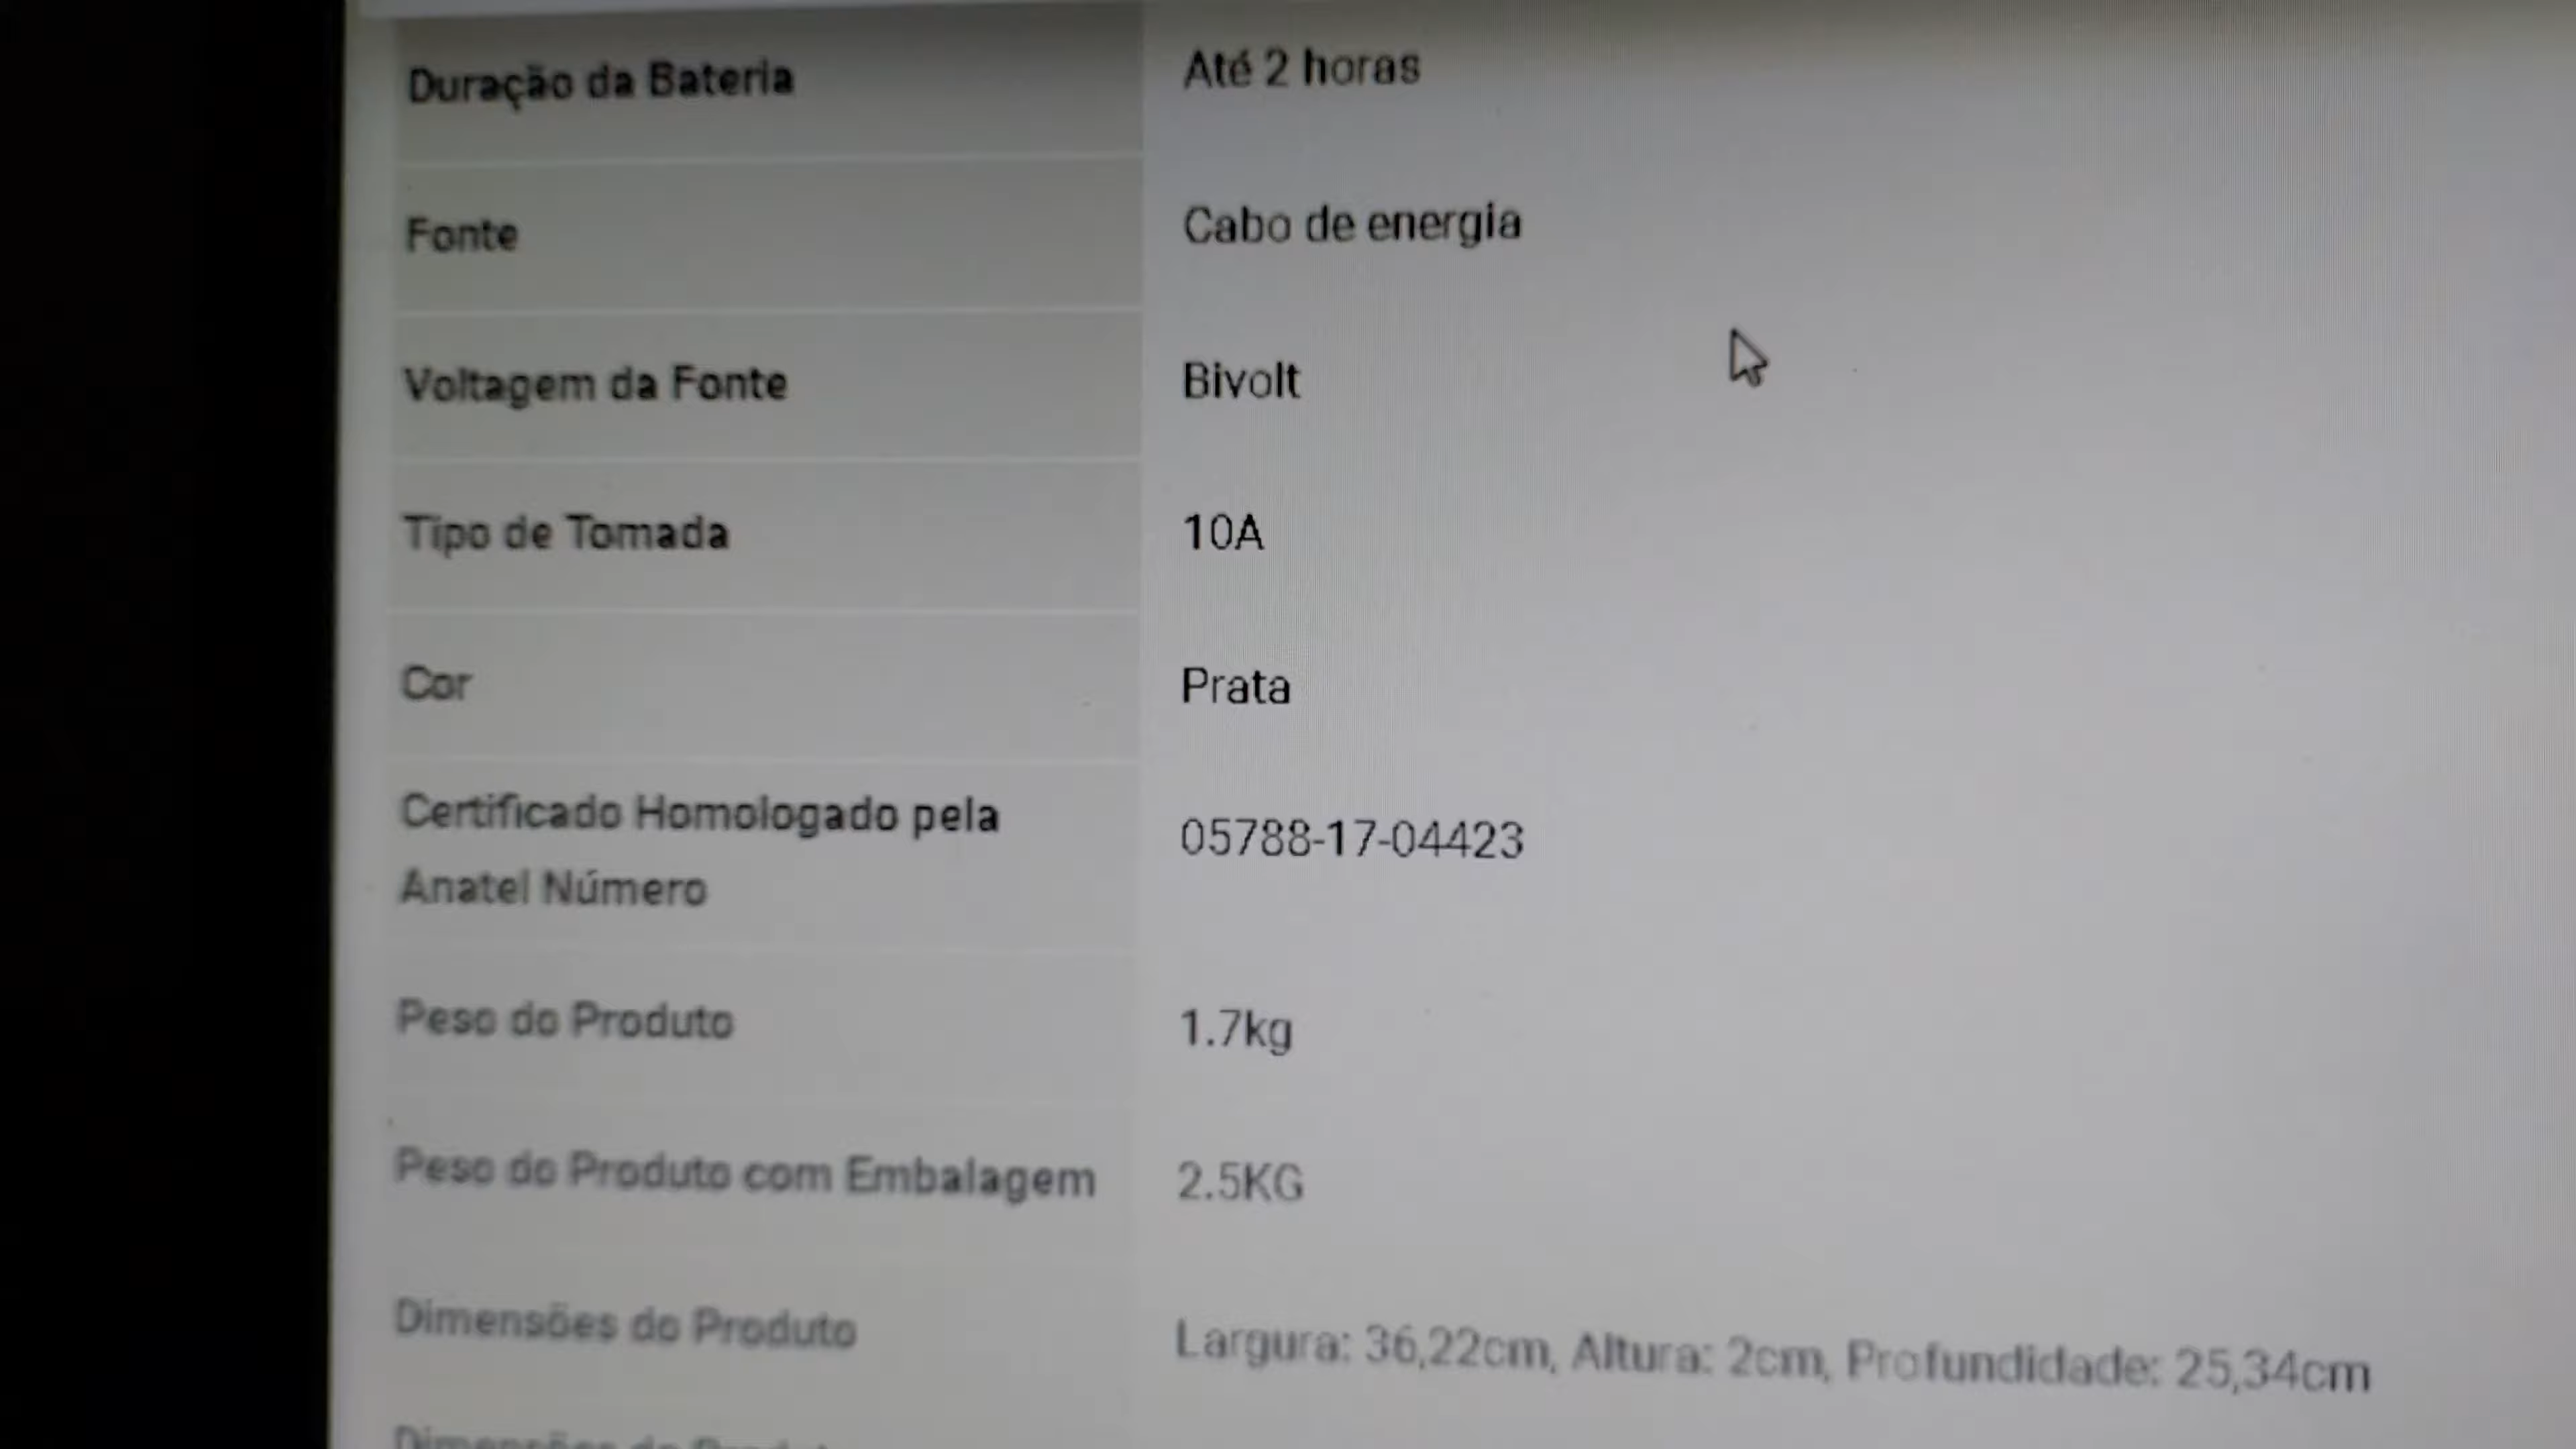 Duração da Bateria Até 2 horas
Fonte Cabo de energia
Voltagem da Fonte Bivolt
Tipo de Tomada 10A
Cor Prata
Certificado Homologado pela
Anatel Número 05788-17-04423
Peso do Produto 1.7kg
Peso do Produto com Embalagem 2.5KG
Dimensões do Produto Largura: 36,22cm, Altura: 2cm, Profundidade: 25,34cm